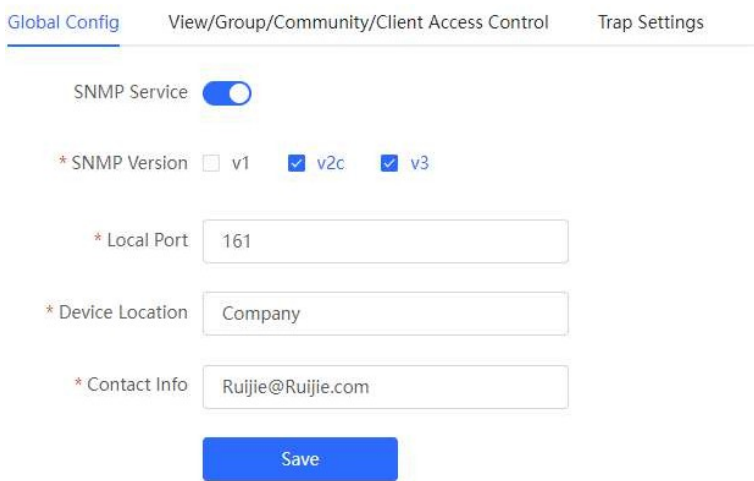 Global Config View/Group/Community/Client Access Control Trap Settings
SNMP Service
* SNMP Version v1 v2c v3
* Local Port 161
* Device Location Company
* Contact Info Ruijie@Ruijie.com
Save